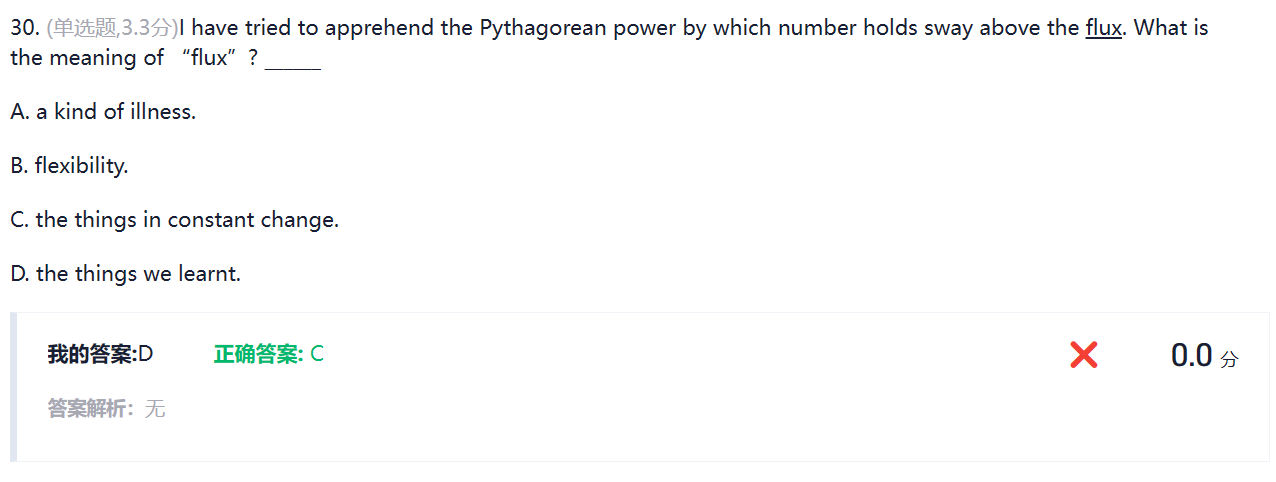 30. (单选题,3.3分)I have tried to apprehend the Pythagorean power by which number holds sway above the flux. What is
the meaning of “flux”? ______
A. a kind of illness.
B. flexibility.
C. the things in constant change.
D. the things we learnt.
我的答案:D 正确答案: C 0.0 分
答案解析: 无